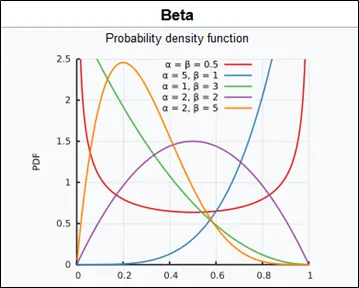 Beta
Probability density function
2.5
2
1.5
1
0.5
0
PDF
α = β = 0.5
α = 5, β = 1
α = 1, β = 3
α = 2, β = 2
α = 2, β = 5
0 0.2 0.4 0.6 0.8 1